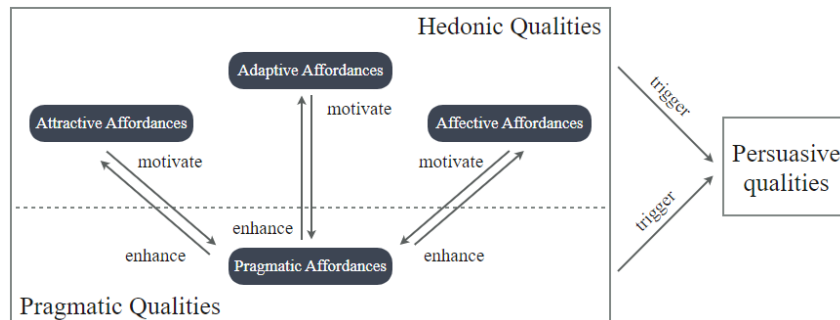 Hedonic Qualities
Adaptive Affordances
Attractive Affordances
motivate
Affective Affordances
motivate
motivate
trigger
Persuasive
qualities
enhance
enhance
enhance
Pragmatic Affordances
trigger
Pragmatic Qualities